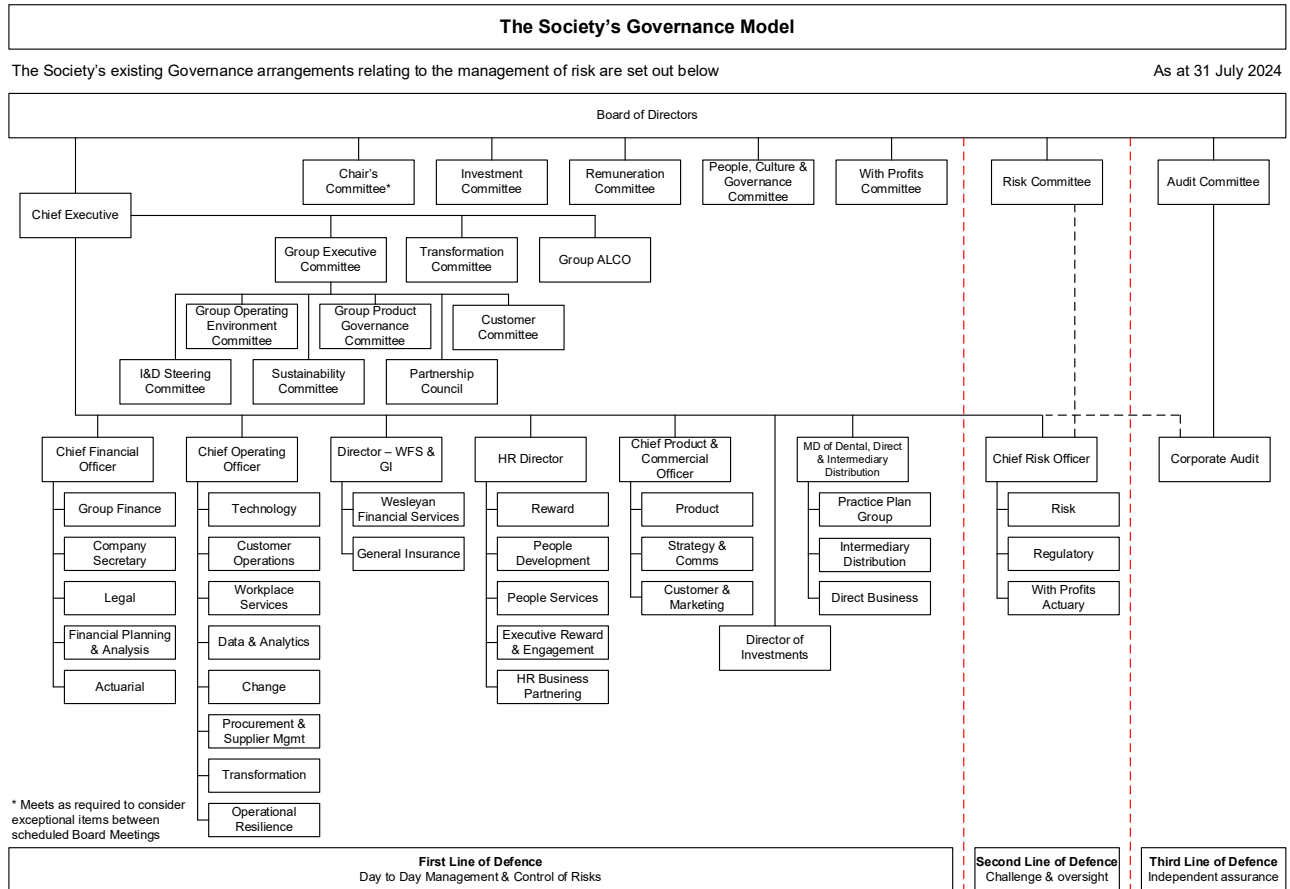 The Society’s Governance Model
The Society’s existing Governance arrangements relating to the management of risk are set out below
As at 31 July 2024
Board of Directors
Chair’s
Committee*
Investment
Committee
Remuneration
Committee
People, Culture &
Governance
Committee
With Profits
Committee
Risk Committee
Audit Committee
Chief Executive
Group Executive
Committee
Transformation
Committee
Group ALCO
Group Operating
Environment
Committee
Group Product
Governance
Committee
Customer
Committee
I&D Steering
Committee
Sustainability
Committee
Partnership
Council
Chief Financial
Officer
Group Finance
Company
Secretary
Legal
Financial Planning
& Analysis
Actuarial
Chief Operating
Officer
Technology
Customer
Operations
Workplace
Services
Data & Analytics
Change
Procurement &
Supplier Mgmt
Transformation
Operational
Resilience
Director – WFS &
GI
Wesleyan
Financial Services
General Insurance
HR Director
Reward
People
Development
People Services
Executive Reward
& Engagement
HR Business
Partnering
Chief Product &
Commercial
Officer
Product
Strategy &
Comms
Customer &
Marketing
Director of
Investments
MD of Dental, Direct
& Intermediary
Distribution
Practice Plan
Group
Intermediary
Distribution
Direct Business
Chief Risk Officer
Risk
Regulatory
With Profits
Actuary
Corporate Audit
* Meets as required to consider
exceptional items between
scheduled Board Meetings
First Line of Defence
Day to Day Management & Control of Risks
Second Line of Defence
Challenge & oversight
Third Line of Defence
Independent assurance